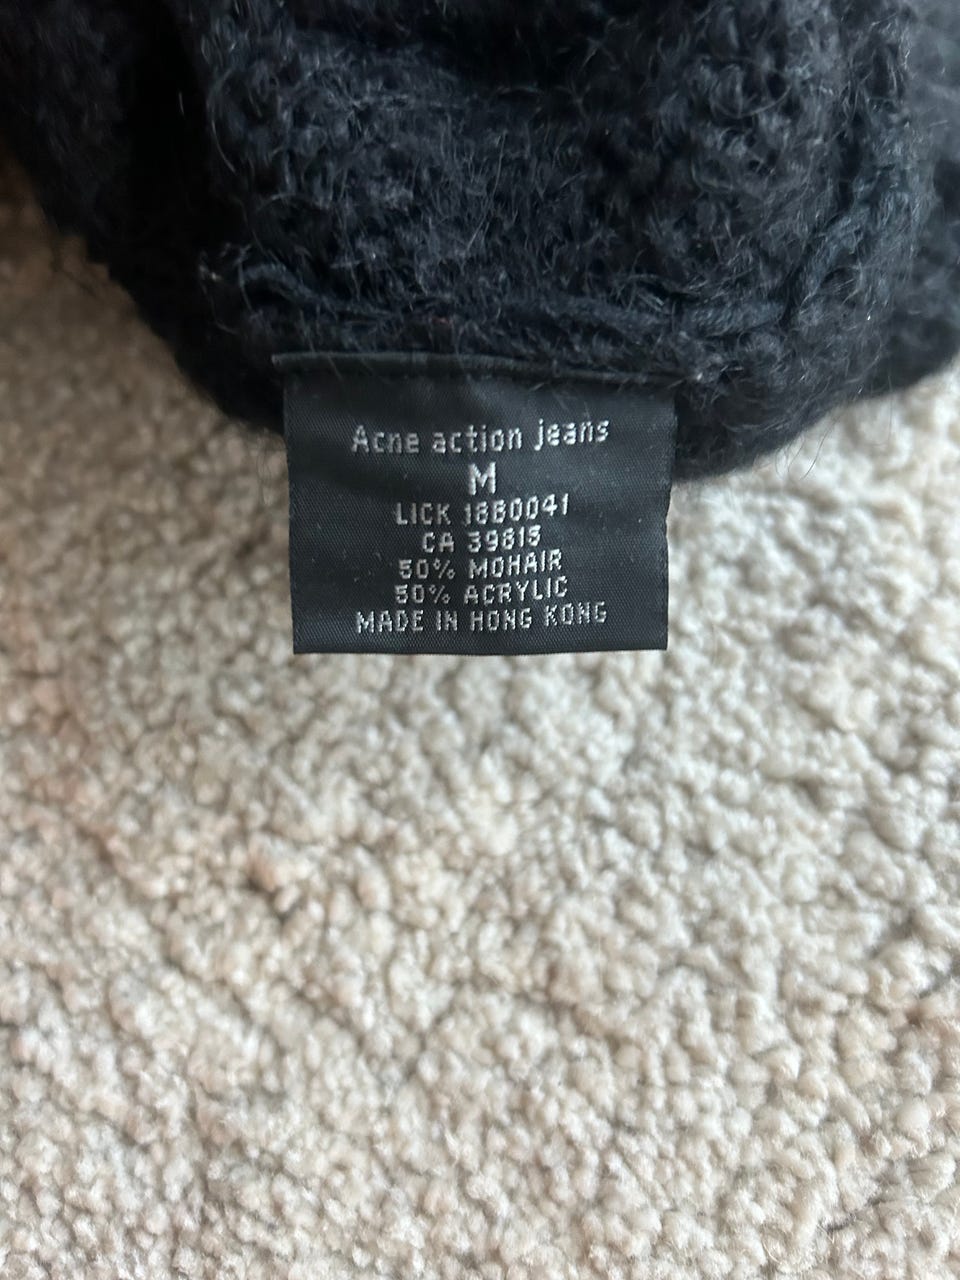 Acne action jeans
M
LICK 1880041
CA 39815
50% MOHAIR
50% ACRYLIC
MADE IN HONG KONG